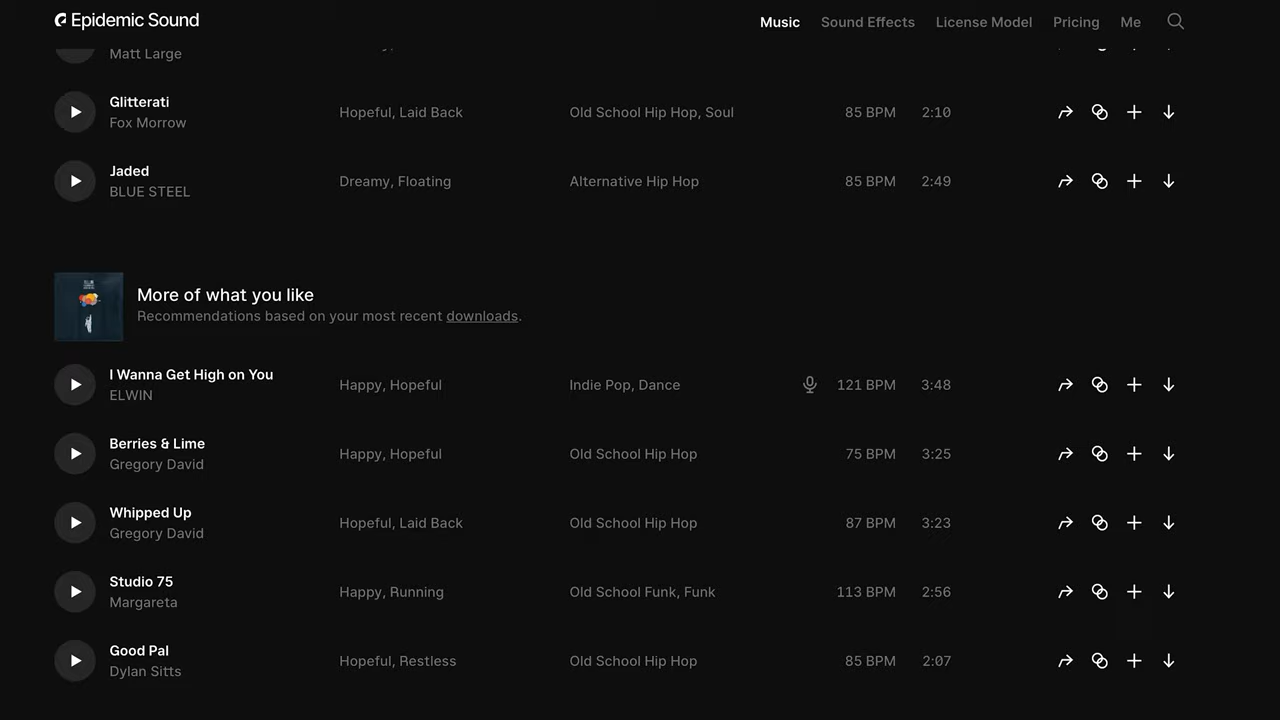 Epidemic Sound Music Sound Effects License Model Pricing Me
Matt Large
Glitterati
Fox Morrow
Hopeful, Laid Back
Old School Hip Hop, Soul
85 BPM
2:10
Jaded
BLUE STEEL
Dreamy, Floating
Alternative Hip Hop
85 BPM
2:49
More of what you like
Recommendations based on your most recent downloads.
I Wanna Get High on You
ELWIN
Happy, Hopeful
Indie Pop, Dance
121 BPM
3:48
Berries & Lime
Gregory David
Happy, Hopeful
Old School Hip Hop
75 BPM
3:25
Whipped Up
Gregory David
Hopeful, Laid Back
Old School Hip Hop
87 BPM
3:23
Studio 75
Margareta
Happy, Running
Old School Funk, Funk
113 BPM
2:56
Good Pal
Dylan Sitts
Hopeful, Restless
Old School Hip Hop
85 BPM
2:07